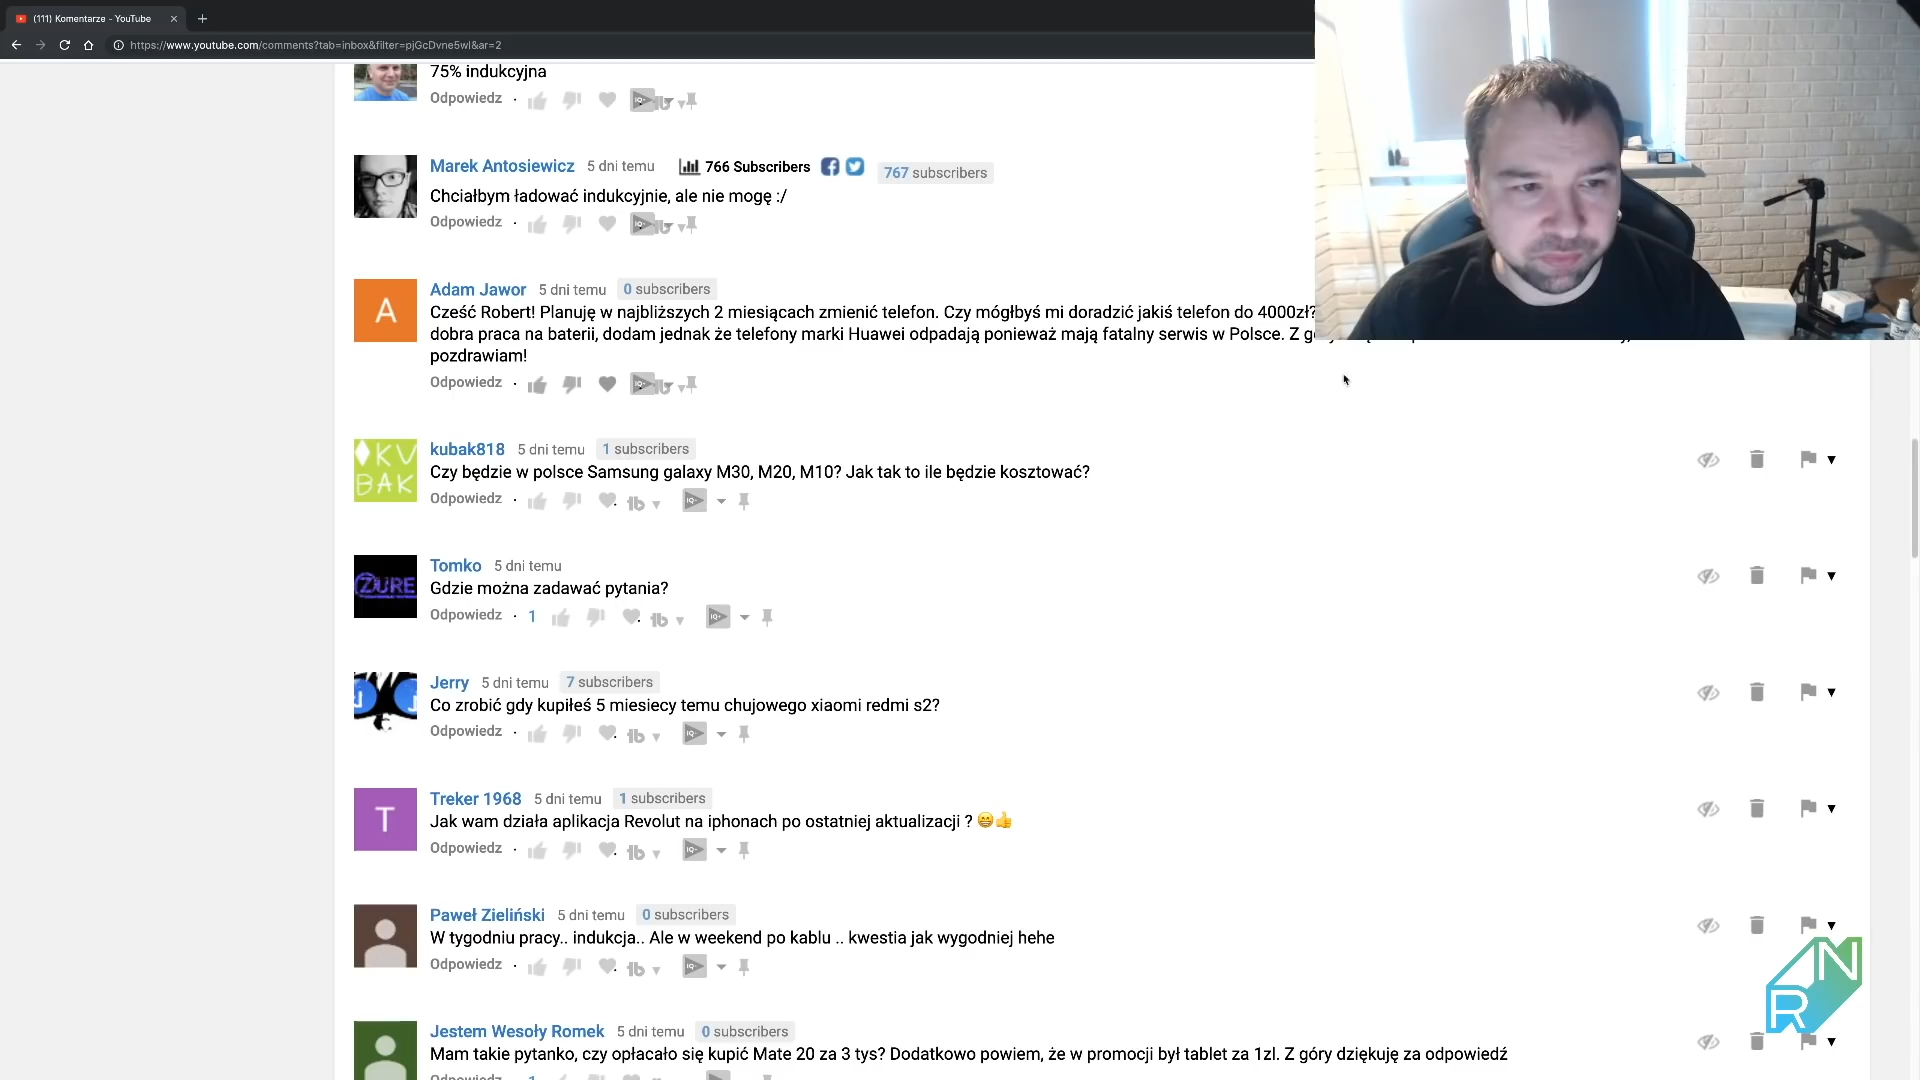 (111) Komentarze - YouTube
https://www.youtube.com/comments?tab=inbox&filter=pjGcDvne5wI&ar=2
75% indukcyjna
Odpowiedz
Marek Antosiewicz 5 dni temu 766 Subscribers 767 subscribers
Chciałbym ładować indukcyjnie, ale nie mogę :/
Odpowiedz
A
Adam Jawor 5 dni temu 0 subscribers
Cześć Robert! Planuję w najbliższych 2 miesiącach zmienić telefon. Czy mógłbyś mi doradzić jakiś telefon do 4000zł?
dobra praca na baterii, dodam jednak że telefony marki Huawei odpadają ponieważ mają fatalny serwis w Polsce. Z
pozdrawiam!
Odpowiedz
KU
BAK
kubak818 5 dni temu 1 subscribers
Czy będzie w polsce Samsung galaxy M30, M20, M10? Jak tak to ile będzie kosztować?
Odpowiedz
ZURE
Tomko 5 dni temu
Gdzie można zadawać pytania?
Odpowiedz · 1
Jerry 5 dni temu 7 subscribers
Co zrobić gdy kupiłeś 5 miesiecy temu chujowego xiaomi redmi s2?
Odpowiedz
T
Treker 1968 5 dni temu 1 subscribers
Jak wam działa aplikacja Revolut na iphonach po ostatniej aktualizacji ? 😁👍
Odpowiedz
Paweł Zieliński 5 dni temu 0 subscribers
W tygodniu pracy.. indukcja.. Ale w weekend po kablu .. kwestia jak wygodniej hehe
Odpowiedz
Jestem Wesoły Romek 5 dni temu 0 subscribers
Mam takie pytanko, czy opłacało się kupić Mate 20 za 3 tys? Dodatkowo powiem, że w promocji był tablet za 1zl. Z góry dziękuję za odpowiedź
Odpowiedz · 1
RN